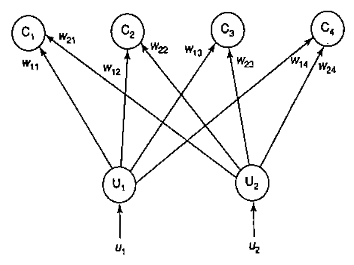 C₁ C₂ C₃ C₄
w₂₁ w₂₂ w₁₃ w₂₃ w₁₄ w₂₄
w₁₁ w₁₂
U₁ U₂
u₁ u₂